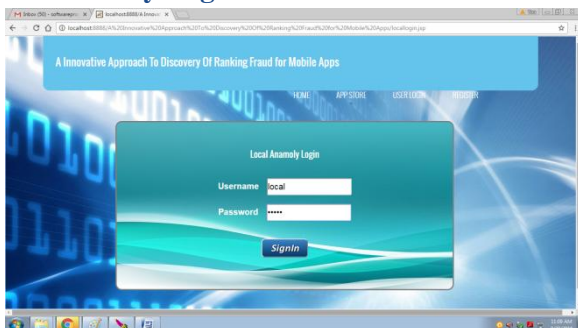 M Inbox (50) - softwarepro
localhost:8888/A Innova
localhost:8888/A%20Innovative%20Approach%20To%20Discovery%20Of%20Ranking%20Fraud%20for%20Mobile%20Apps/locallogin.jsp
A Innovative Approach To Discovery Of Ranking Fraud for Mobile Apps
HOME APP STORE USER LOGIN REGISTER
Local Anamoly Login
Username local
Password •••••
SignIn